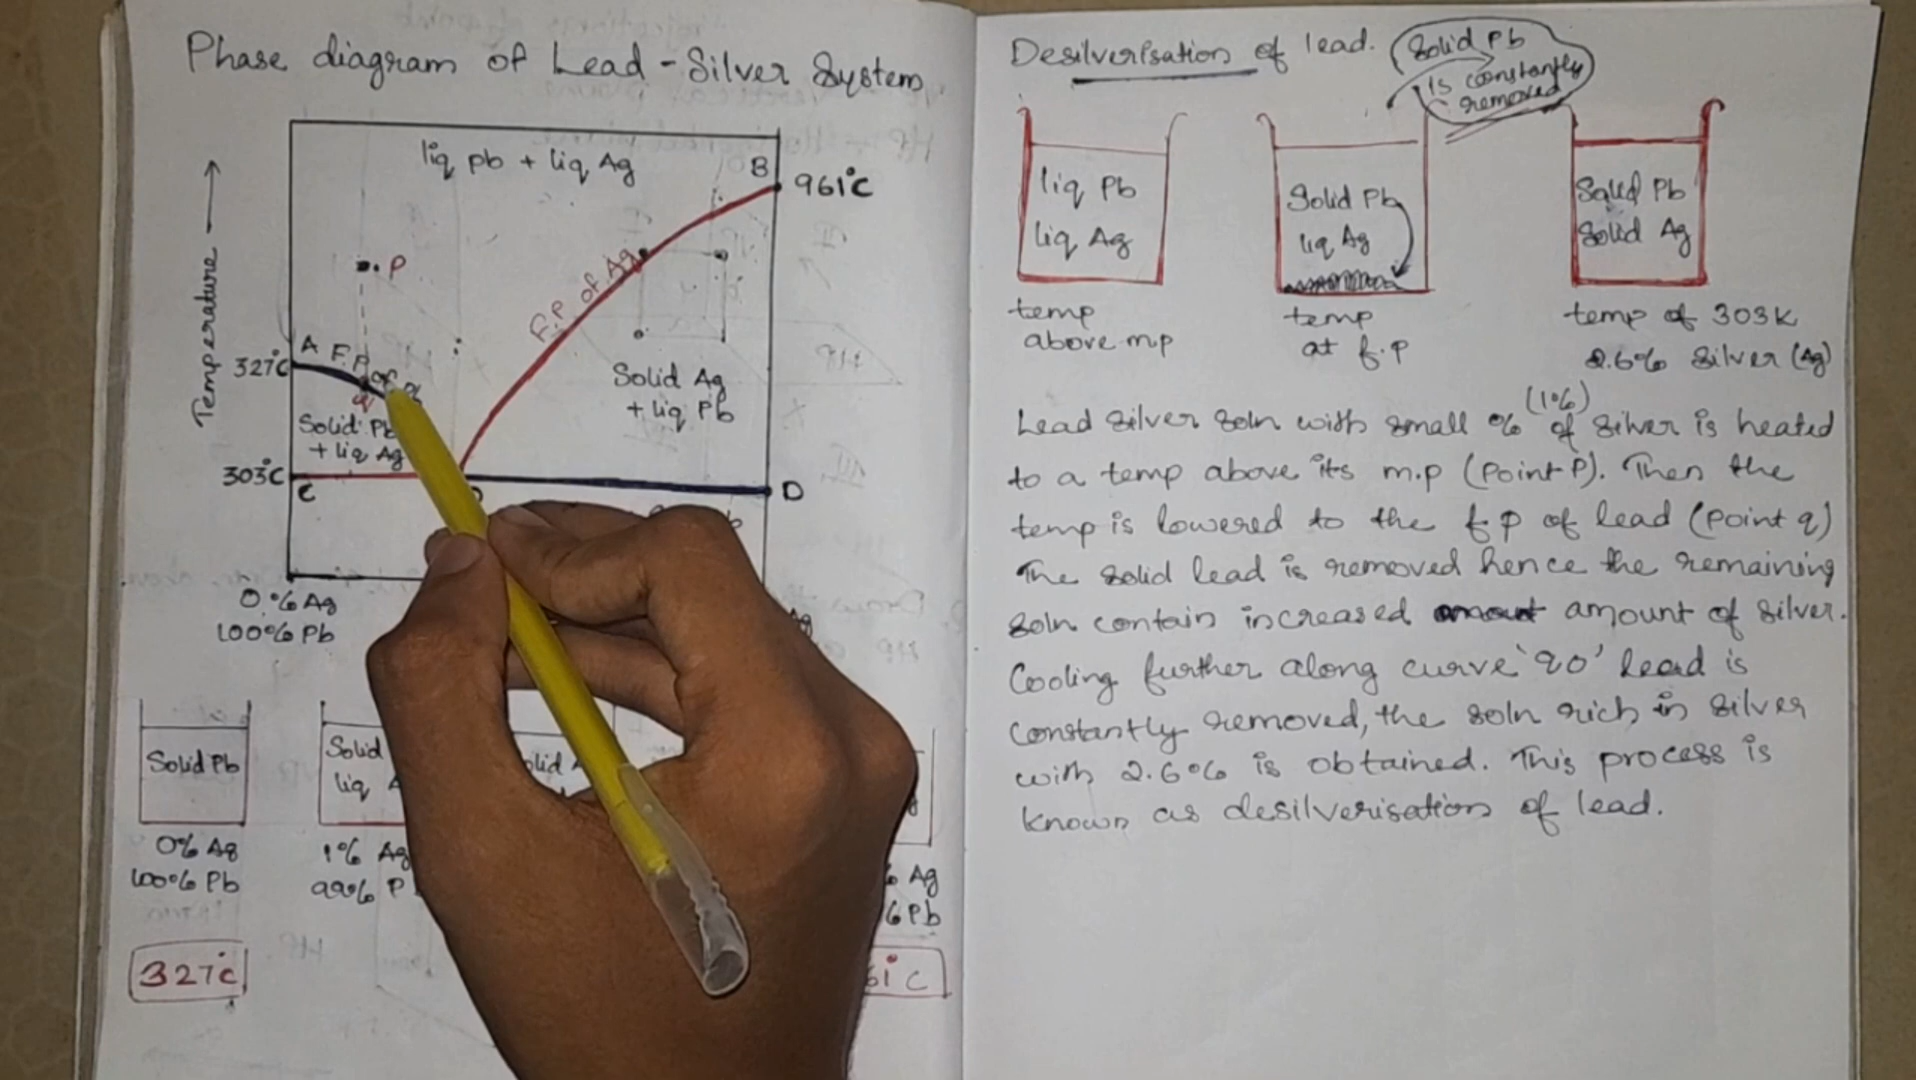 Phase diagram of Lead - Silver System
liq pb + liq Ag
B
961°C
Temperature
P
F.P of Ag
A F.P of
327°C
q
Solid Pb
+ liq Ag
Solid Ag
+ liq Pb
303°C
C
D
0% Ag
100% Pb
Solid Pb
Solid
liq
0% Ag
100% Pb
1% Ag
99% P
Ag
% Pb
327°C
61°C
Desilverisation of lead.
Solid Pb
is constantly
removed
liq Pb
liq Ag
Solid Pb
liq Ag
Solid Pb
Solid Ag
temp
above m.p
temp
at f.p
temp of 303K
2.6% Silver (Ag)
(1%)
Lead silver soln with small % of silver is heated
to a temp above its m.p (Point P). Then the
temp is lowered to the f p of lead (point q)
The solid lead is removed hence the remaining
soln contain increased amount of silver.
Cooling further along curve 'qo' lead is
constantly removed, the soln rich in silver
with 2.6% is obtained. This process is
known as desilverisation of lead.